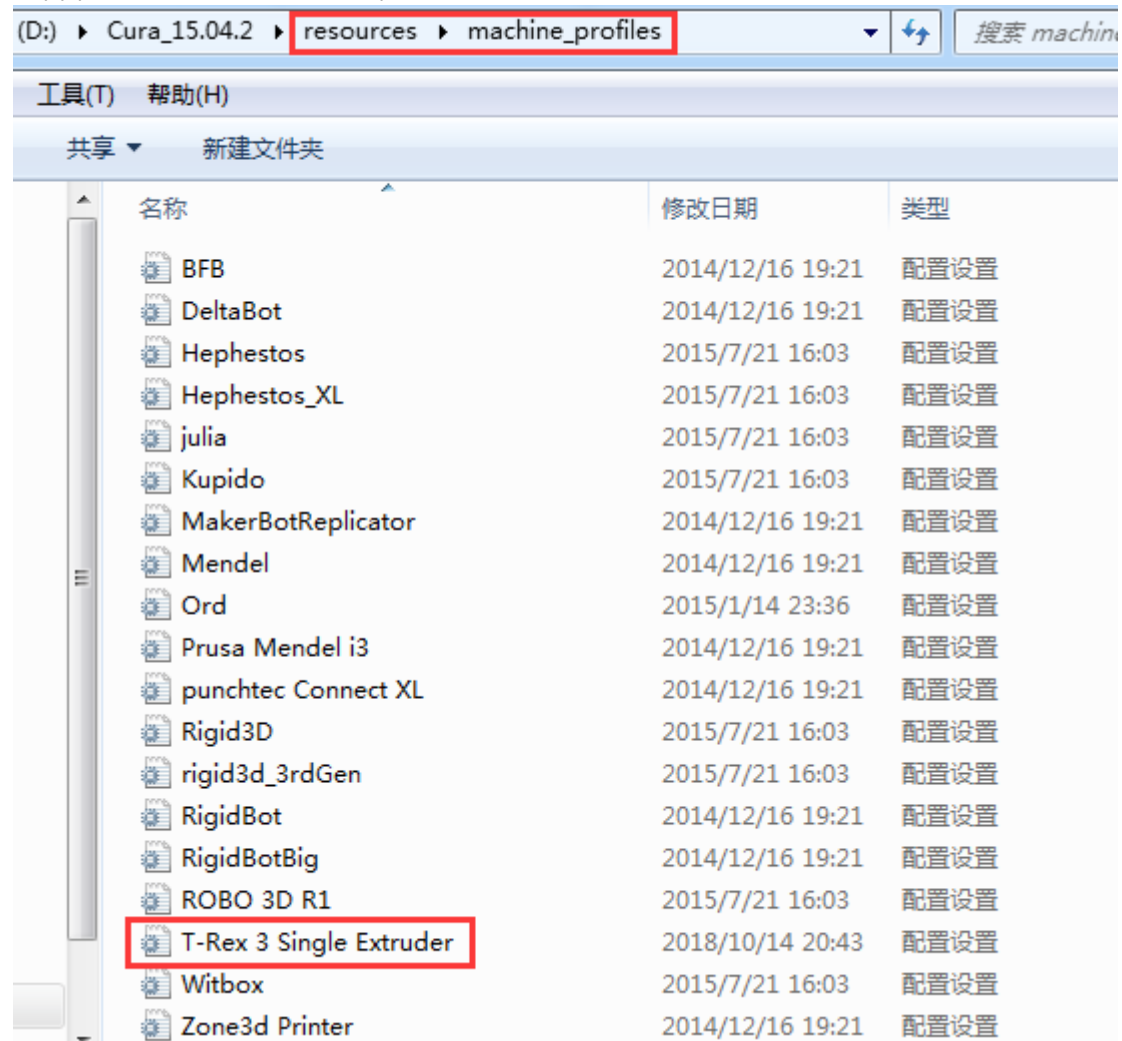 (D:) Cura_15.04.2 resources machine_profiles 搜索 machine
工具(T) 帮助(H)
共享 新建文件夹
名称 修改日期 类型
BFB 2014/12/16 19:21 配置设置
DeltaBot 2014/12/16 19:21 配置设置
Hephestos 2015/7/21 16:03 配置设置
Hephestos_XL 2015/7/21 16:03 配置设置
julia 2015/7/21 16:03 配置设置
Kupido 2015/7/21 16:03 配置设置
MakerBotReplicator 2014/12/16 19:21 配置设置
Mendel 2014/12/16 19:21 配置设置
Ord 2015/1/14 23:36 配置设置
Prusa Mendel i3 2014/12/16 19:21 配置设置
punchtec Connect XL 2014/12/16 19:21 配置设置
Rigid3D 2015/7/21 16:03 配置设置
rigid3d_3rdGen 2015/7/21 16:03 配置设置
RigidBot 2014/12/16 19:21 配置设置
RigidBotBig 2014/12/16 19:21 配置设置
ROBO 3D R1 2015/7/21 16:03 配置设置
T-Rex 3 Single Extruder 2018/10/14 20:43 配置设置
Witbox 2015/7/21 16:03 配置设置
Zone3d Printer 2014/12/16 19:21 配置设置